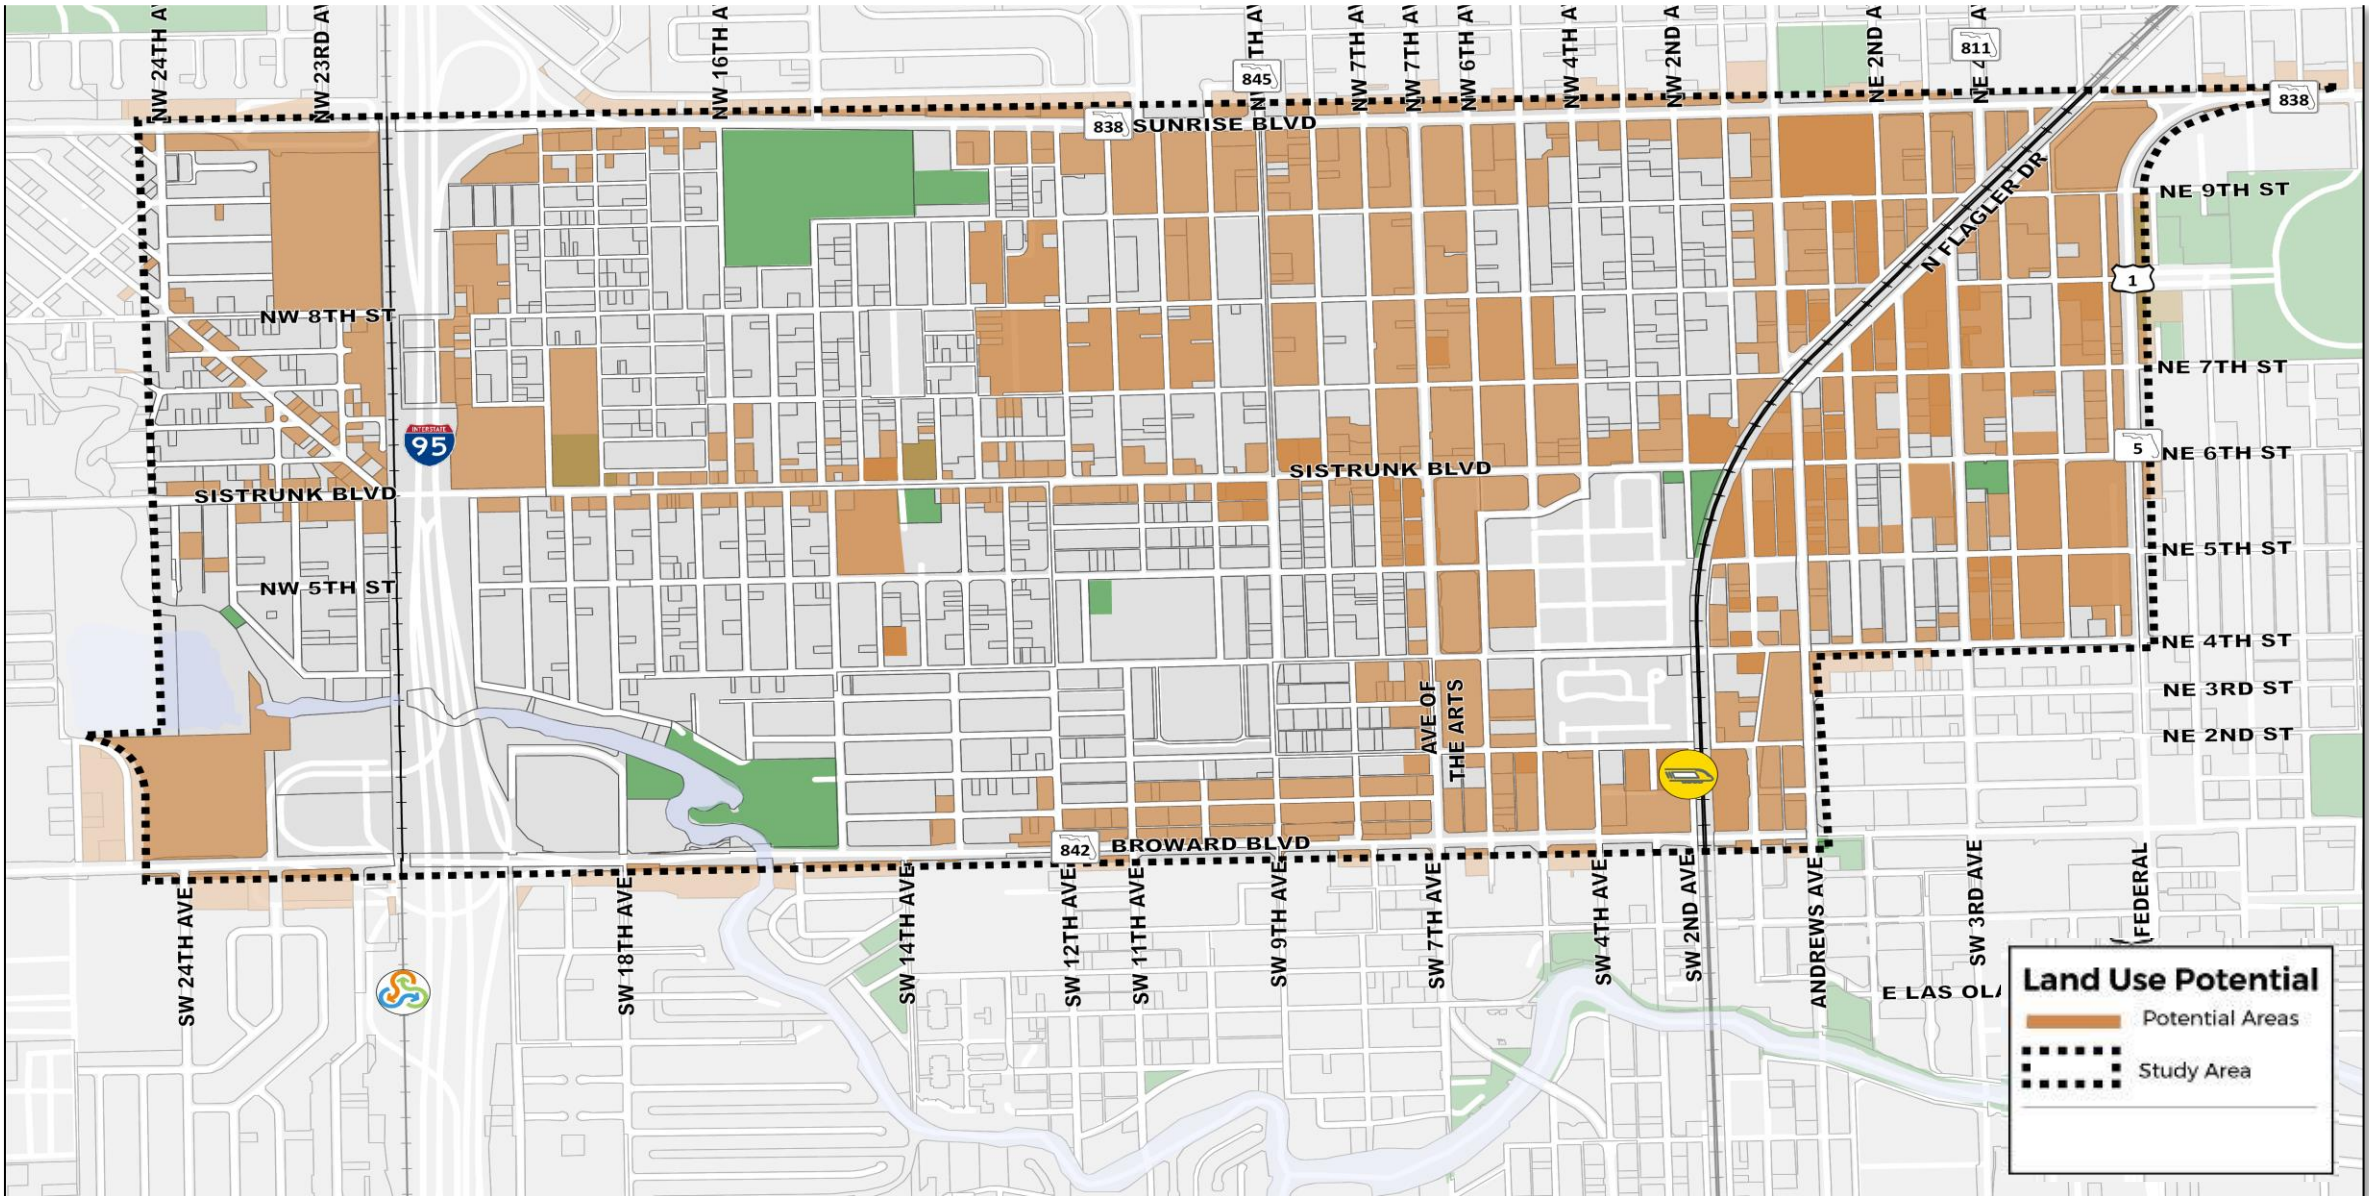 NW 24TH AV
NW 23RD AV
NW 16TH A
845
NW 7TH AV
NW 7TH AV
NW 6TH A
NW 4TH A
NW 2ND A
NE 2ND A
811
NE 4
838
838
SUNRISE BLVD
NE 9TH ST
N FLAGLER DR
1
NW 8TH ST
NE 7TH ST
INTERSTATE
95
5
NE 6TH ST
SISTRUNK BLVD
SISTRUNK BLVD
NE 5TH ST
NW 5TH ST
NE 4TH ST
AVE OF
THE ARTS
NE 3RD ST
NE 2ND ST
842
BROWARD BLVD
SW 24TH AVE
SW 18TH AVE
SW 14TH AVE
SW 12TH AVE
SW 11TH AVE
SW 9TH AVE
SW 7TH AVE
SW 4TH AVE
SW 2ND AVE
ANDREWS AVE
SW 3RD AVE
FEDERAL
E LAS OLA
Land Use Potential
Potential Areas
Study Area